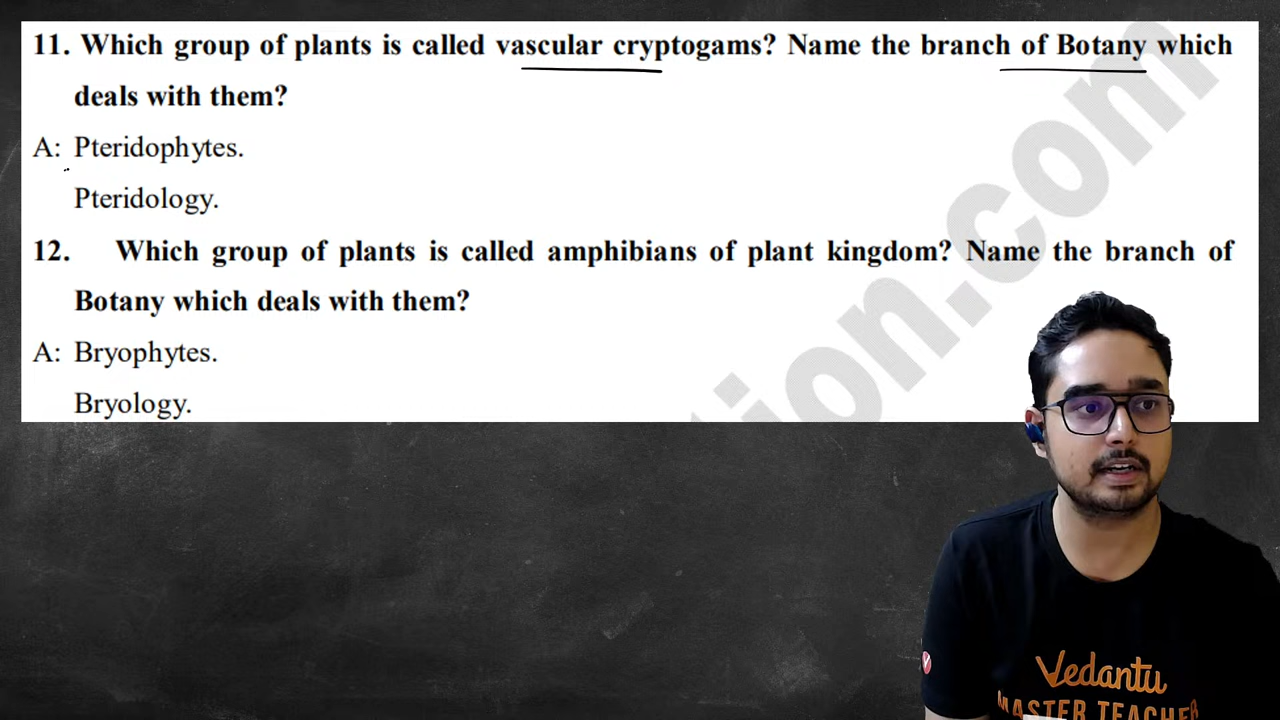 11. Which group of plants is called vascular cryptogams? Name the branch of Botany which
deals with them?
A: Pteridophytes.
Pteridology.
12. Which group of plants is called amphibians of plant kingdom? Name the branch of
Botany which deals with them?
A: Bryophytes.
Bryology.
tion.com
Vedantu
MASTER TEACHER